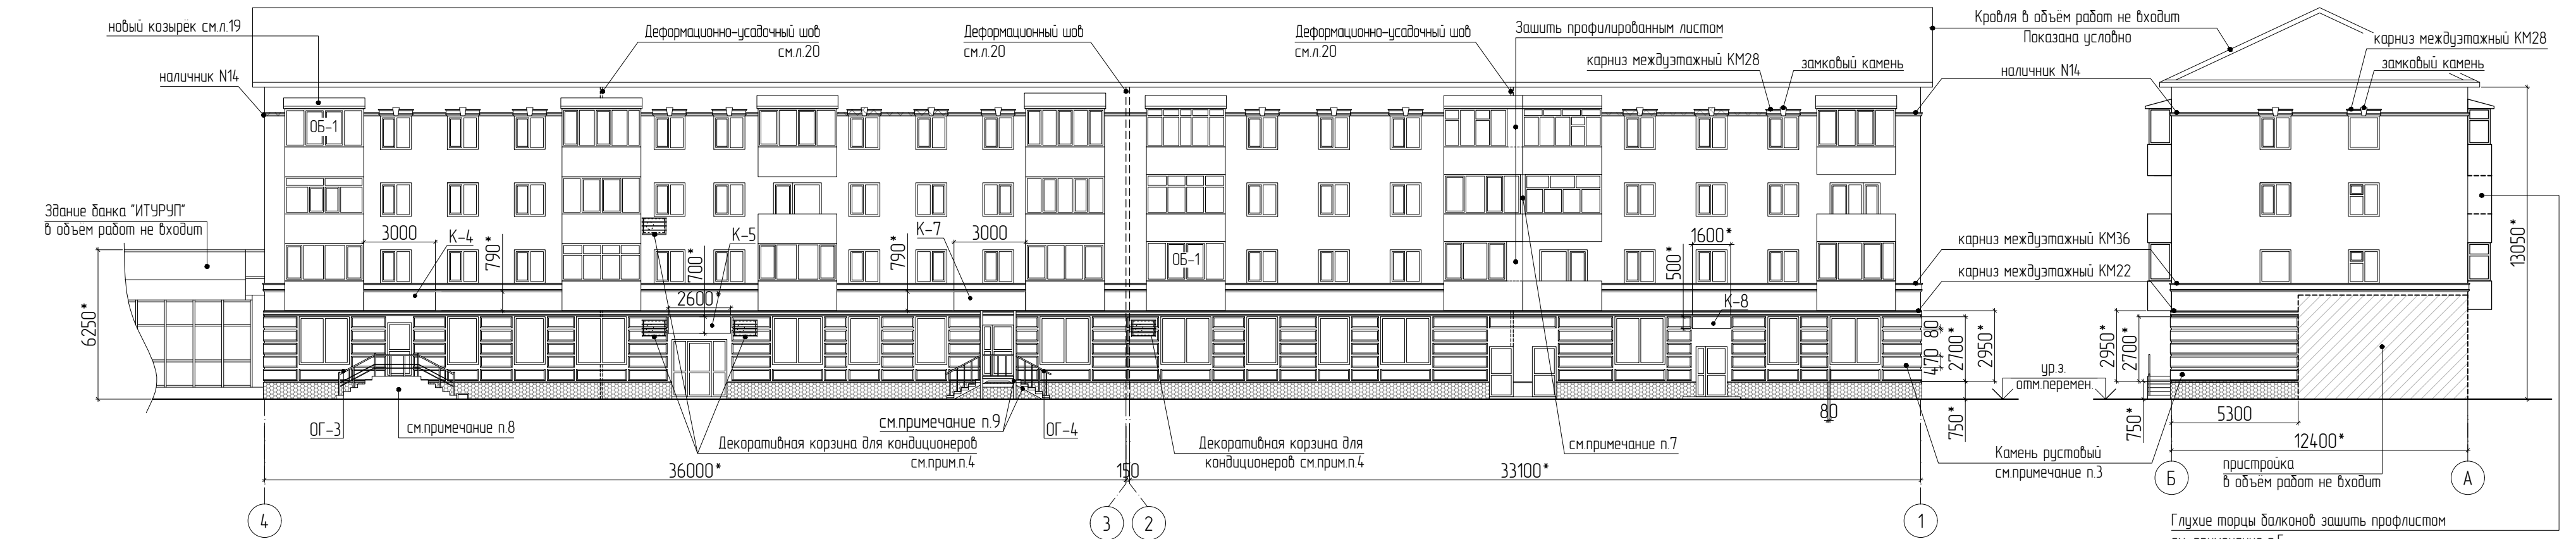 новый козырёк см.л.19
Деформационно-усадочный шов
см.л.20
Деформационный шов
см.л.20
Деформационно-усадочный шов
см.л.20
Зашить профилированным листом
Кровля в объём работ не входит
Показана условно
карниз междуэтажный КМ28
замковый камень
карниз междуэтажный КМ28
замковый камень
наличник N14
наличник N14
ОБ-1
Здание банка "ИТУРУП"
в объём работ не входит
3000
К-4
790*
К-5
700*
2600
790*
К-7
3000
ОБ-1
1600*
500*
К-8
карниз междуэтажный КМ36
карниз междуэтажный КМ22
13050*
6250*
80
470
2700*
2950*
750*
80
ур.з.
отм.перемен.
2950*
2700*
750*
5300
12400*
ОГ-3
см.примечание п.8
см.примечание п.9
ОГ-4
Декоративная корзина для кондиционеров
см.прим.п.4
Декоративная корзина для
кондиционеров см.прим.п.4
см.примечание п.7
Камень рустовый
см.примечание п.3
пристройка
в объём работ не входит
36000*
150
33100*
4
3
2
1
Б
А
Глухие торцы балконов зашить профлистом